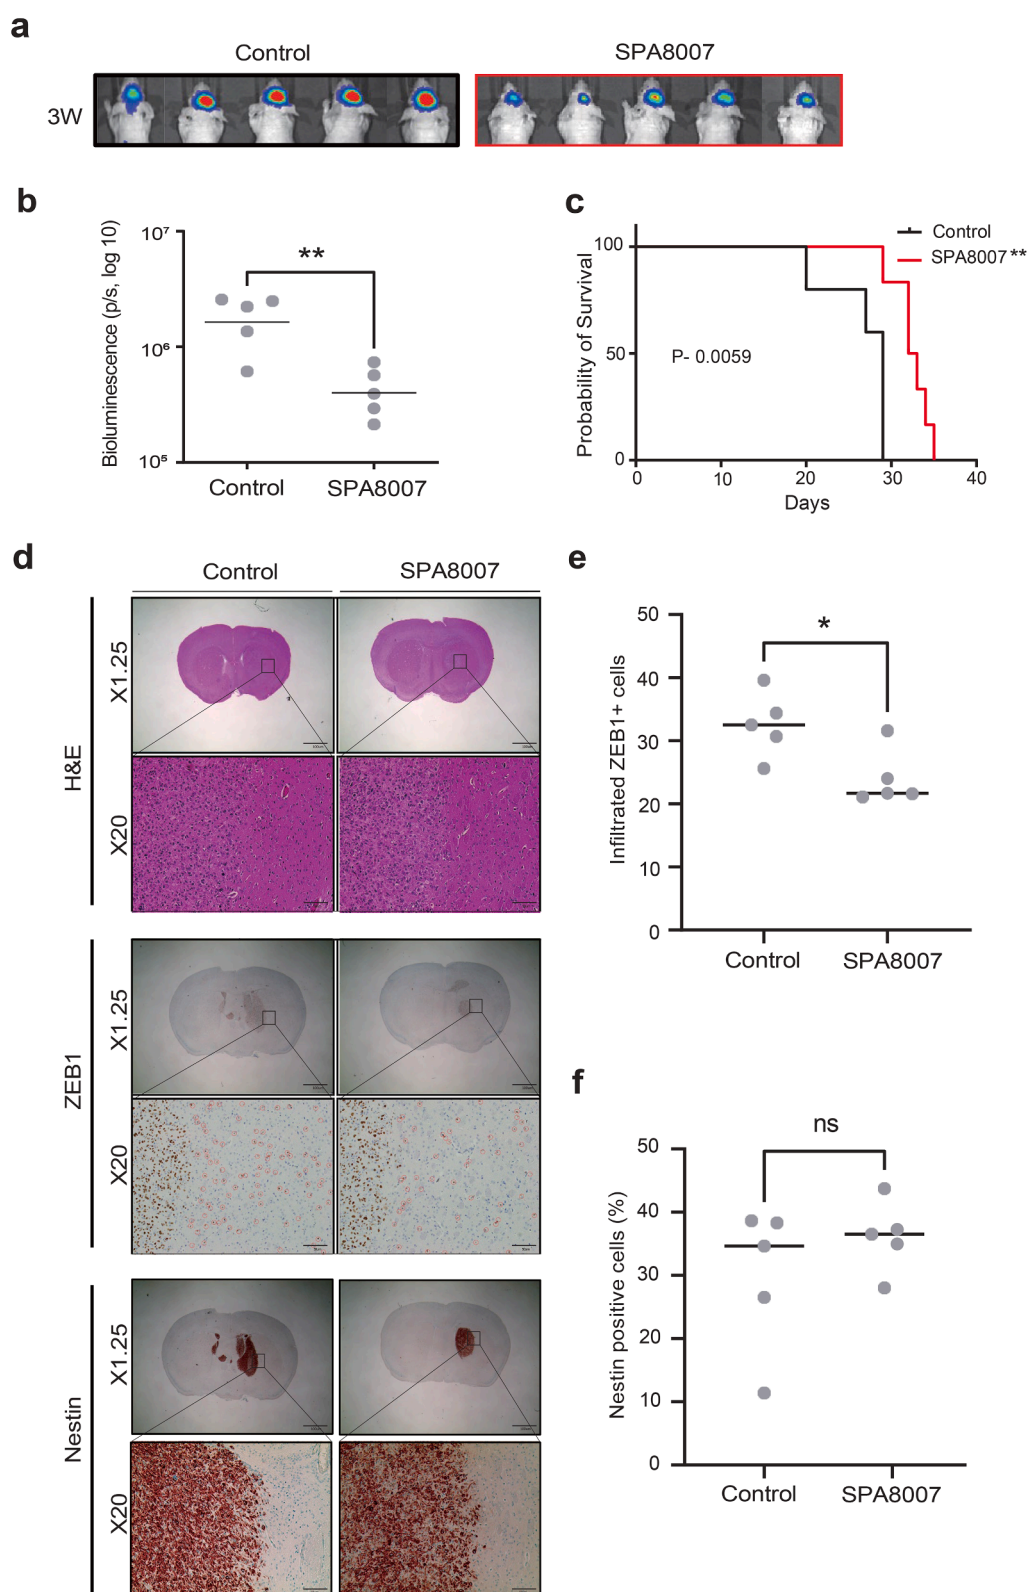 a
Control
SPA8007
3W
b
Bioluminescence (p/s, log 10)
10⁷
10⁶
10⁵
**
Control
SPA8007
c
Probability of Survival
100
50
0
Control
SPA8007**
P- 0.0059
0
10
20
30
40
Days
d
Control
SPA8007
H&E
X1.25
X20
ZEB1
X1.25
X20
Nestin
X1.25
X20
e
Infiltrated ZEB1+ cells
50
40
30
20
10
0
*
Control
SPA8007
f
Nestin positive cells (%)
50
40
30
20
10
0
ns
Control
SPA8007